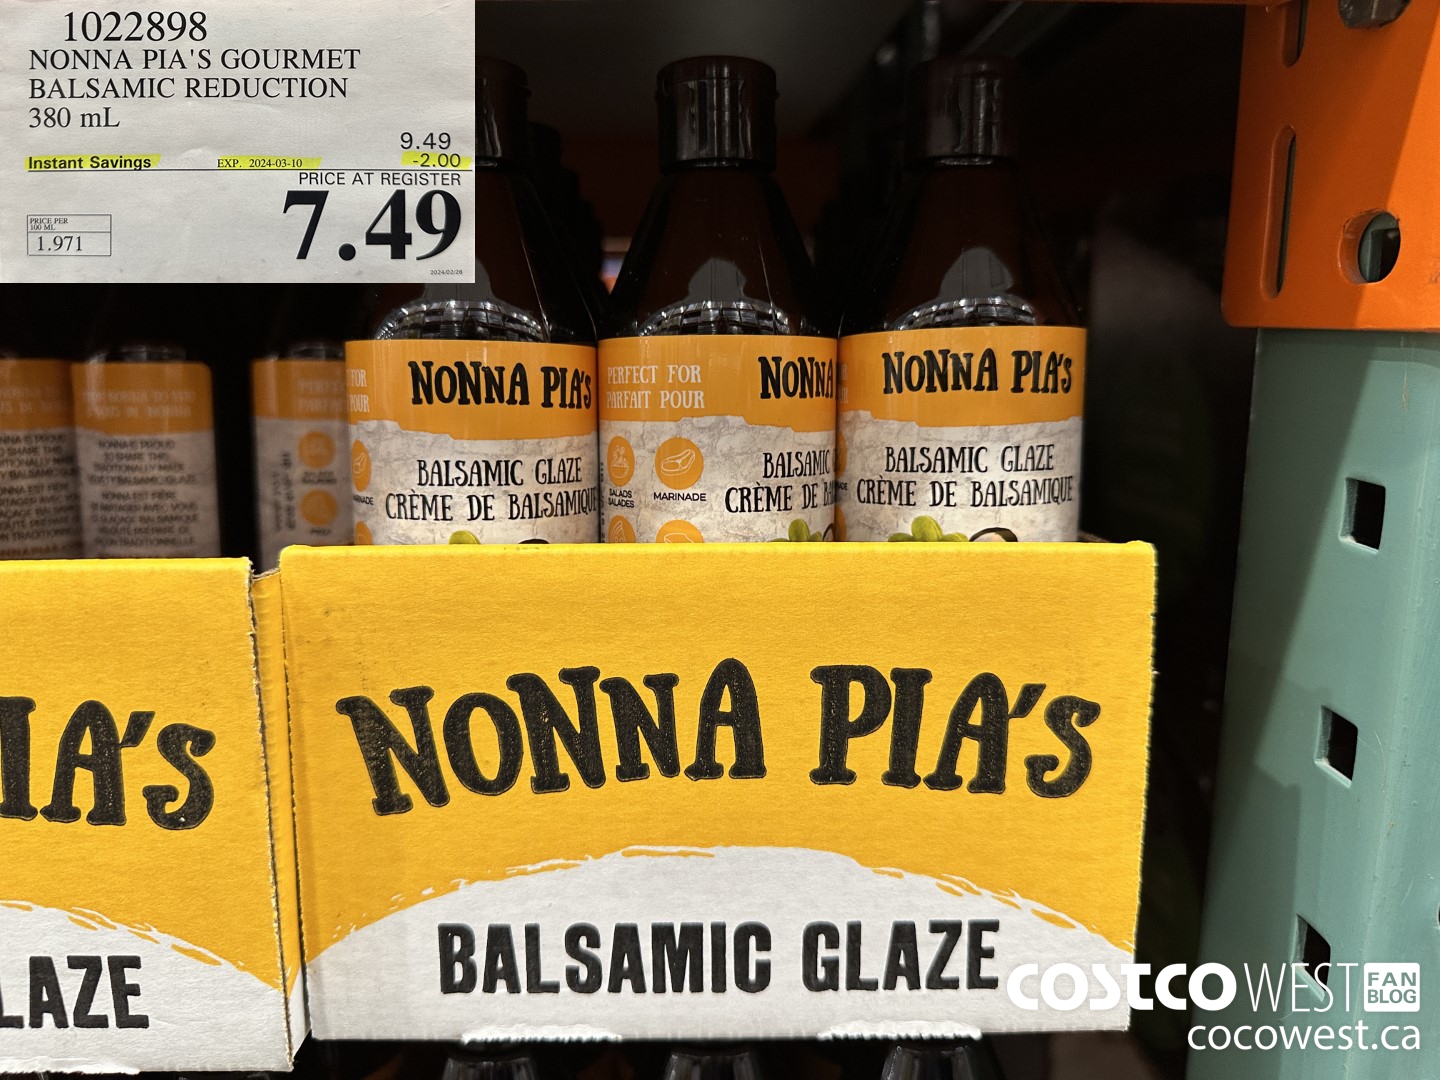 1022898
NONNA PIA'S GOURMET
BALSAMIC REDUCTION
380 mL
9.49
Instant Savings EXP. 2024-03-10 -2.00
PRICE AT REGISTER
7.49
PRICE PER
100 ML
1.971
2024/02/26
FOR
POUR
NONNA PIA'S
BALSAMIC GLAZE
CRÈME DE BALSAMIQUE
PERFECT FOR
PARFAIT POUR
NONNA
SALADS
SALADES
MARINADE
BALSAMIC
CRÈME DE
NONNA PIA'S
BALSAMIC GLAZE
CRÈME DE BALSAMIQUE
IA'S
LAZE
NONNA PIA'S
BALSAMIC GLAZE
COSTCO WEST FAN BLOG
cocowest.ca